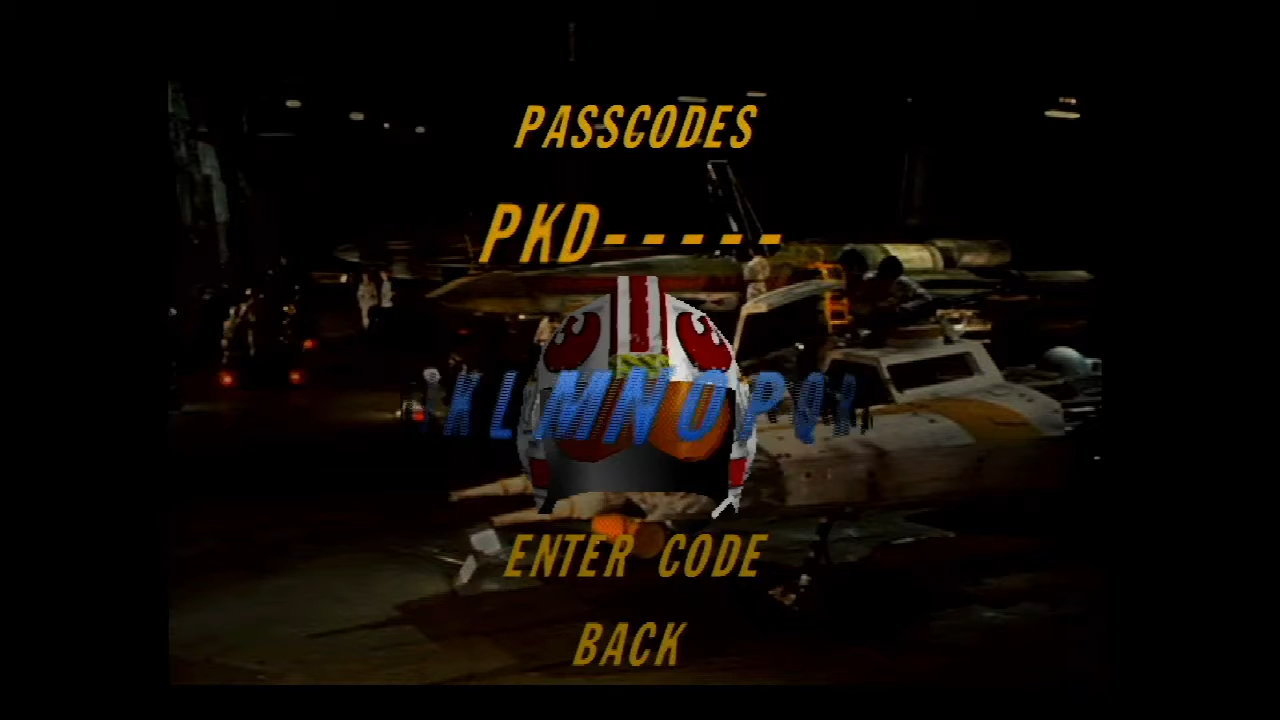 PASSCODES
PKD-----
KLMNOPQR
ENTER CODE
BACK